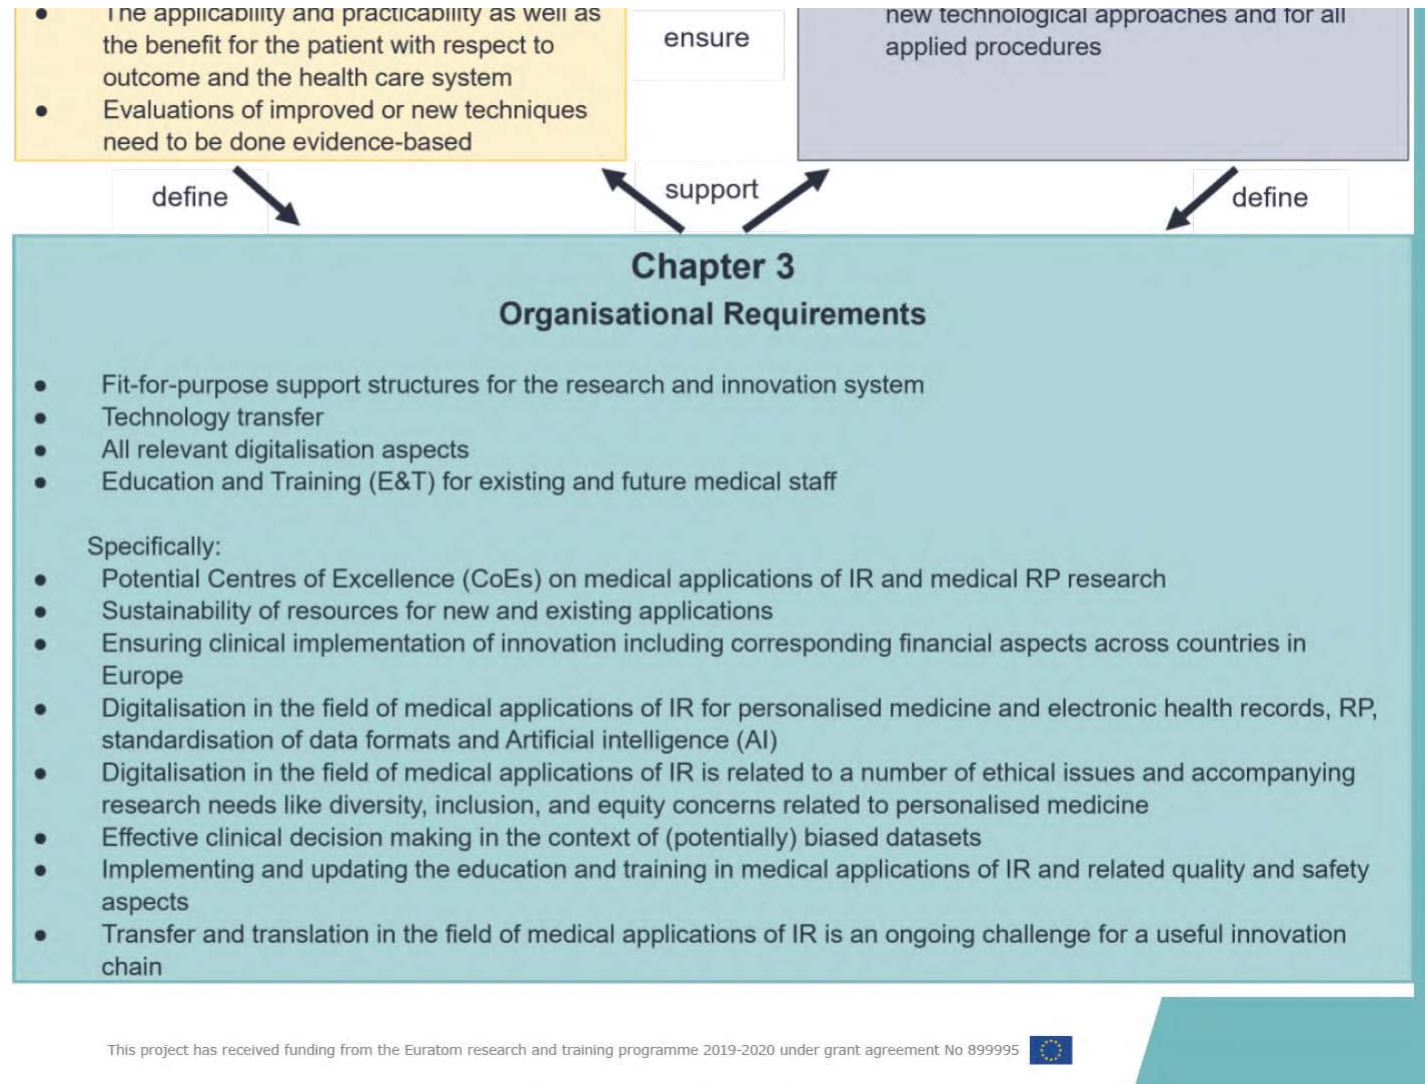 ● The applicability and practicability as well as
the benefit for the patient with respect to
outcome and the health care system
● Evaluations of improved or new techniques
need to be done evidence-based
ensure
new technological approaches and for all
applied procedures
define
support
define
Chapter 3
Organisational Requirements
● Fit-for-purpose support structures for the research and innovation system
● Technology transfer
● All relevant digitalisation aspects
● Education and Training (E&T) for existing and future medical staff
Specifically:
● Potential Centres of Excellence (CoEs) on medical applications of IR and medical RP research
● Sustainability of resources for new and existing applications
● Ensuring clinical implementation of innovation including corresponding financial aspects across countries in
Europe
● Digitalisation in the field of medical applications of IR for personalised medicine and electronic health records, RP,
standardisation of data formats and Artificial intelligence (AI)
● Digitalisation in the field of medical applications of IR is related to a number of ethical issues and accompanying
research needs like diversity, inclusion, and equity concerns related to personalised medicine
● Effective clinical decision making in the context of (potentially) biased datasets
● Implementing and updating the education and training in medical applications of IR and related quality and safety
aspects
● Transfer and translation in the field of medical applications of IR is an ongoing challenge for a useful innovation
chain
This project has received funding from the Euratom research and training programme 2019-2020 under grant agreement No 899995